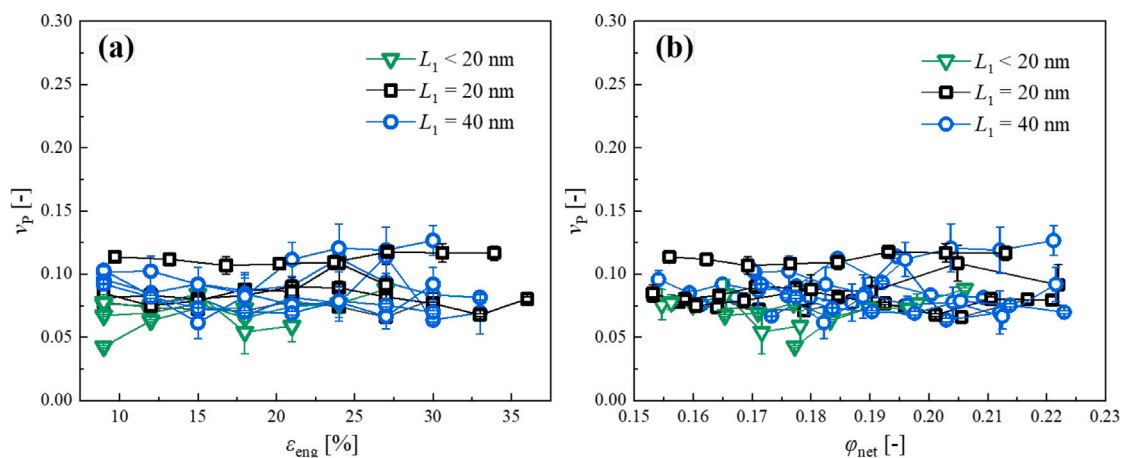 (a)
L₁ < 20 nm
L₁ = 20 nm
L₁ = 40 nm
νP [-]
0.30
0.25
0.20
0.15
0.10
0.05
0.00
10 15 20 25 30 35
εeng [%]
(b)
L₁ < 20 nm
L₁ = 20 nm
L₁ = 40 nm
νP [-]
0.30
0.25
0.20
0.15
0.10
0.05
0.00
0.15 0.16 0.17 0.18 0.19 0.20 0.21 0.22 0.23
φnet [-]